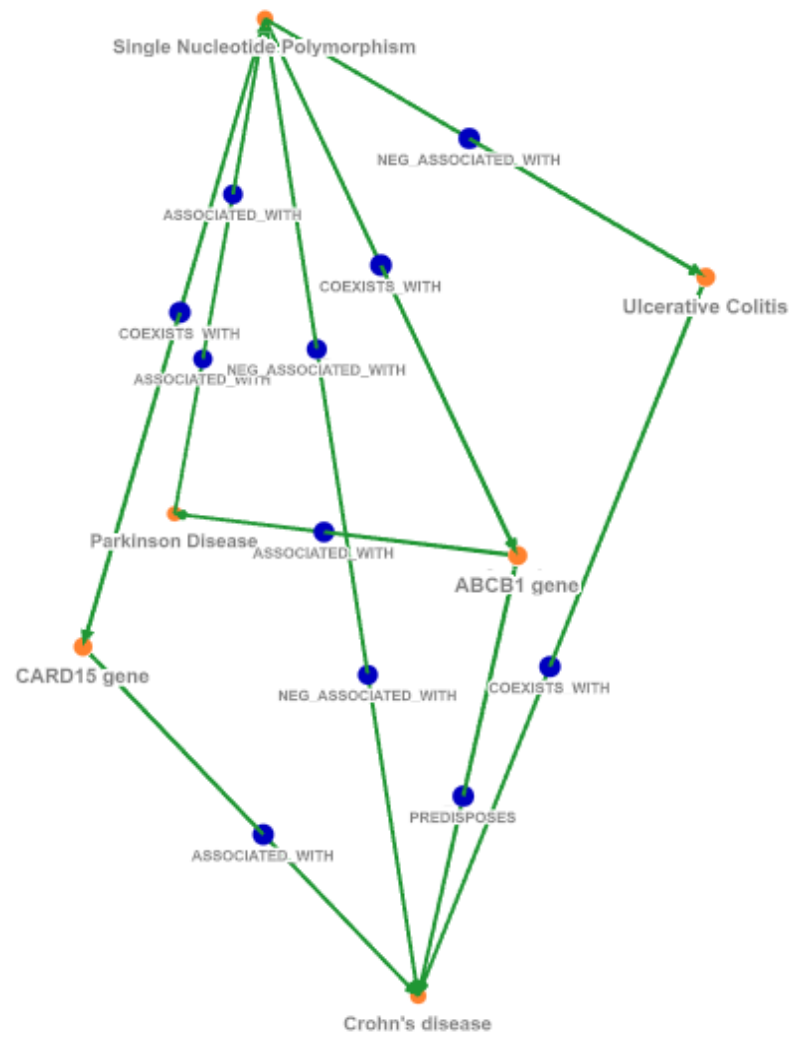 Single Nucleotide Polymorphism
NEG_ASSOCIATED_WITH
ASSOCIATED_WITH
COEXISTS_WITH
Ulcerative Colitis
COEXISTS_WITH
NEG_ASSOCIATED_WITH
ASSOCIATED_WITH
Parkinson Disease
ASSOCIATED_WITH
ABCB1 gene
CARD15 gene
COEXISTS_WITH
NEG_ASSOCIATED_WITH
PREDISPOSES
ASSOCIATED_WITH
Crohn's disease